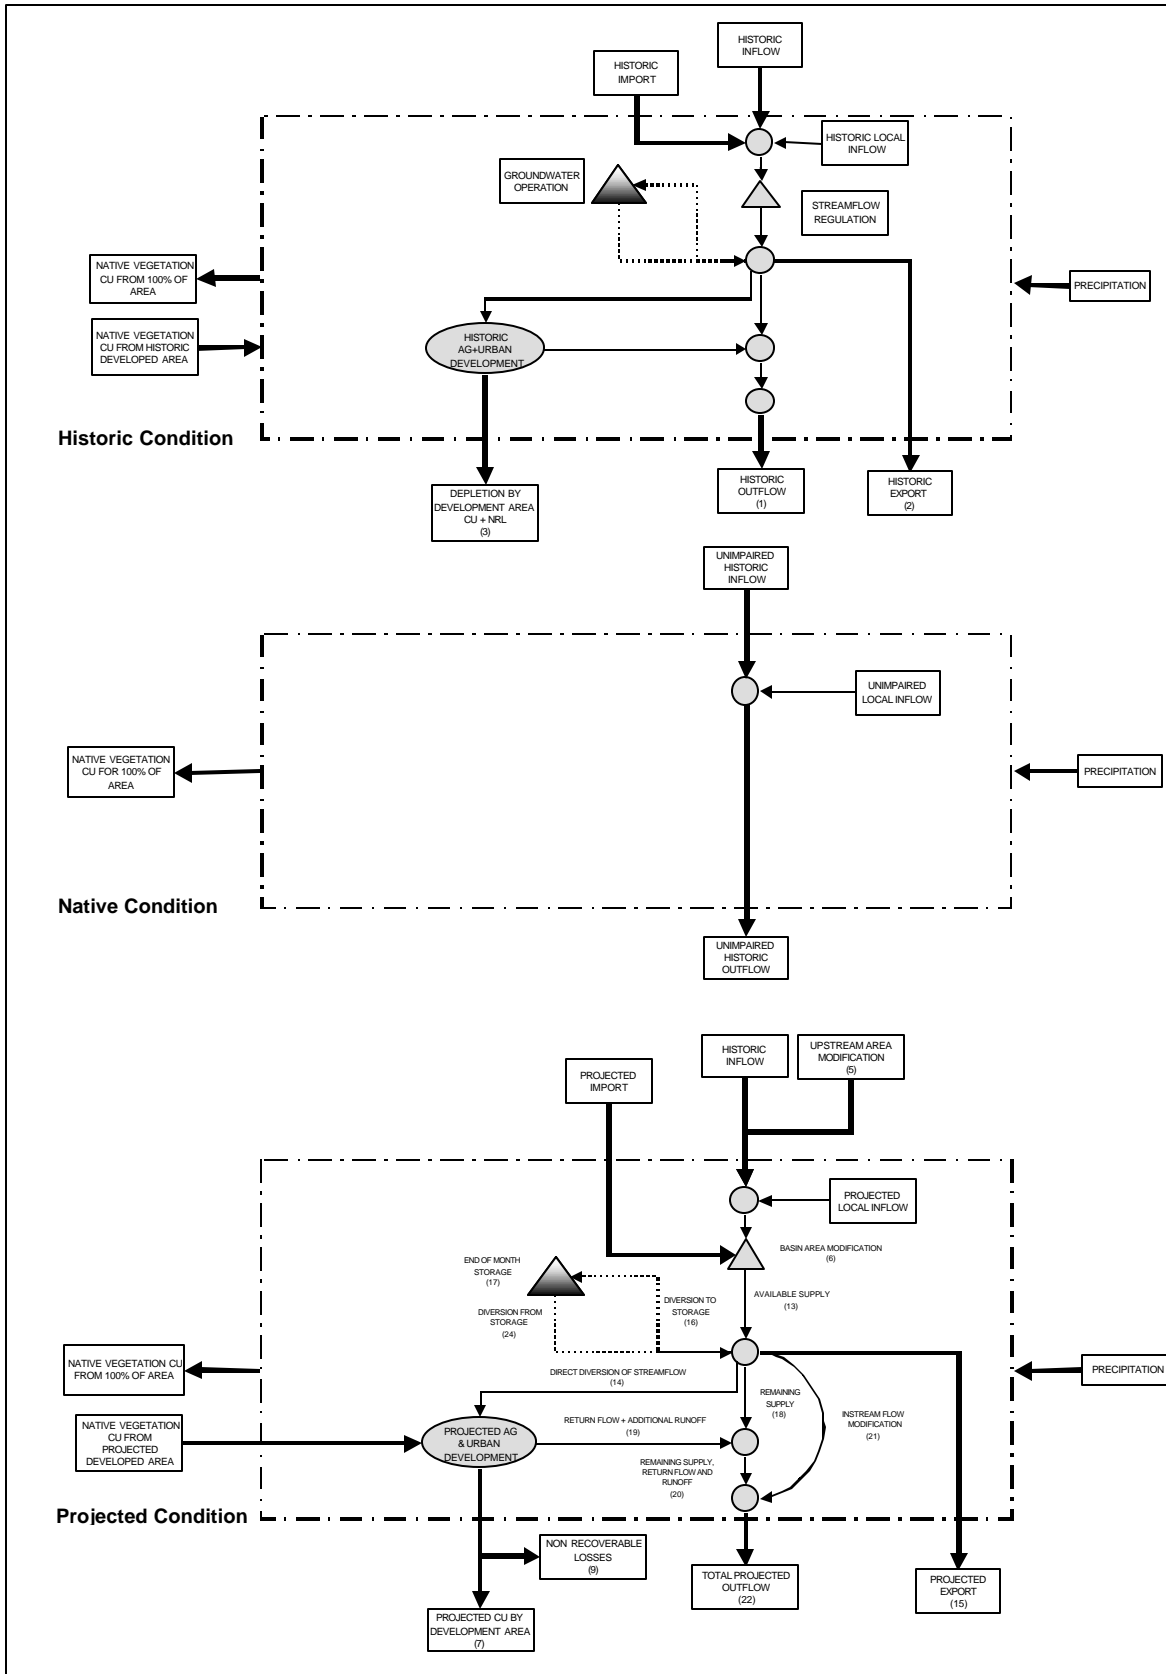 HISTORIC
INFLOW
HISTORIC
IMPORT
HISTORIC LOCAL
INFLOW
GROUNDWATER
OPERATION
STREAMFLOW
REGULATION
NATIVE VEGETATION
CU FROM 100% OF
AREA
PRECIPITATION
NATIVE VEGETATION
CU FROM HISTORIC
DEVELOPED AREA
HISTORIC
AG+URBAN
DEVELOPMENT
Historic Condition
DEPLETION BY
DEVELOPMENT AREA
CU + NRL
(3)
HISTORIC
OUTFLOW
(1)
HISTORIC
EXPORT
(2)
UNIMPAIRED
HISTORIC
INFLOW
UNIMPAIRED
LOCAL INFLOW
NATIVE VEGETATION
CU FOR 100% OF
AREA
PRECIPITATION
Native Condition
UNIMPAIRED
HISTORIC
OUTFLOW
HISTORIC
INFLOW
UPSTREAM AREA
MODIFICATION
(5)
PROJECTED
IMPORT
PROJECTED
LOCAL INFLOW
BASIN AREA MODIFICATION
(6)
END OF MONTH
STORAGE
(17)
AVAILABLE SUPPLY
(13)
DIVERSION TO
STORAGE
(16)
DIVERSION FROM
STORAGE
(24)
NATIVE VEGETATION CU
FROM 100% OF AREA
PRECIPITATION
DIRECT DIVERSION OF STREAMFLOW
(14)
REMAINING
SUPPLY
(18)
INSTREAM FLOW
MODIFICATION
(21)
NATIVE VEGETATION
CU FROM
PROJECTED
DEVELOPED AREA
PROJECTED AG
& URBAN
DEVELOPMENT
RETURN FLOW + ADDITIONAL RUNOFF
(19)
REMAINING SUPPLY,
RETURN FLOW AND
RUNOFF
(20)
Projected Condition
NON RECOVERABLE
LOSSES
(9)
TOTAL PROJECTED
OUTFLOW
(22)
PROJECTED
EXPORT
(15)
PROJECTED CU BY
DEVELOPMENT AREA
(7)